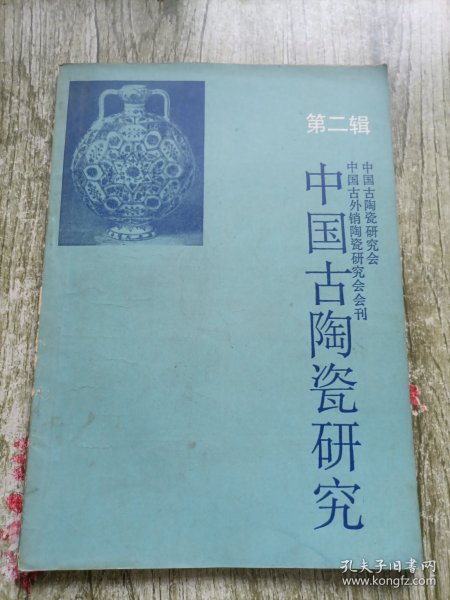 第二辑
中国古陶瓷研究会
中国古外销陶瓷研究会会刊
中国古陶瓷研究
孔夫子旧书网
www.kongfz.com